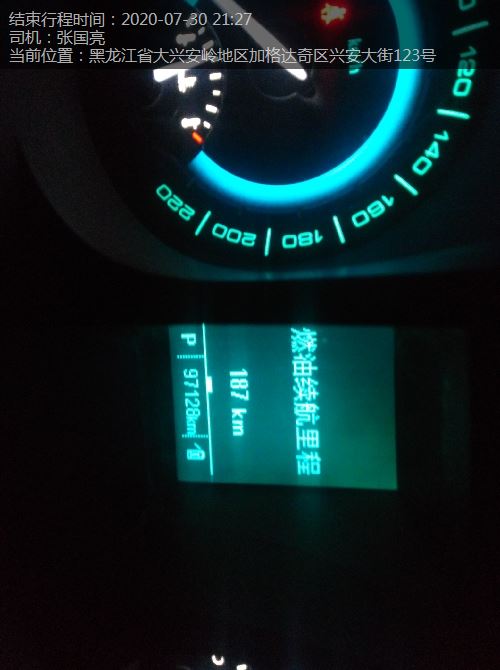 结束行程时间：2020-07-30 21:27
司机：张国亮
当前位置：黑龙江省大兴安岭地区加格达奇区兴安大街123号
120
140
160
180
200
220
燃油续航里程
187 km
P 97128km